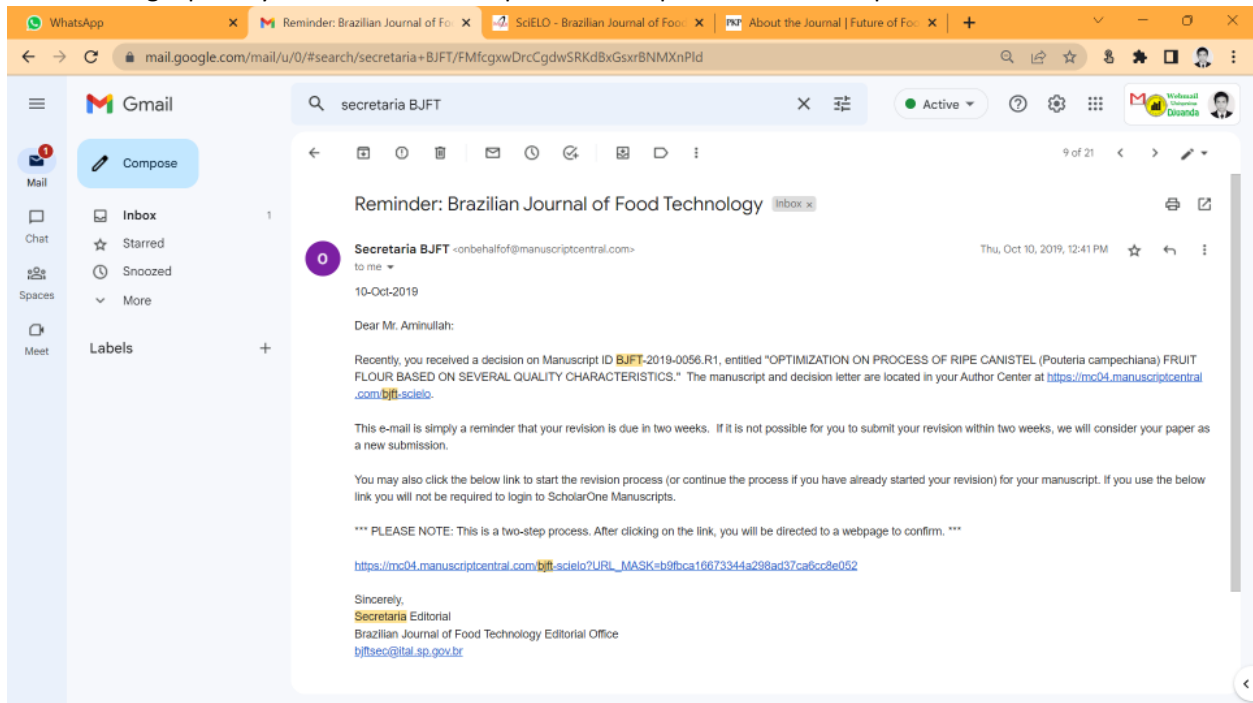 WhatsApp
Reminder: Brazilian Journal of Fo
SciELO - Brazilian Journal of Food
About the Journal | Future of Foo
mail.google.com/mail/u/0/#search/secretaria+BJFT/FMfcgxwDrcCgdwSRKdBxGsxrBNMXnPld
Gmail
secretaria BJFT
Active
Webmail
Universitas
Djuanda
1
Mail
Compose
9 of 21
Reminder: Brazilian Journal of Food Technology Inbox x
Inbox 1
Chat
Starred
Secretaria BJFT <onbehalfof@manuscriptcentral.com>
Thu, Oct 10, 2019, 12:41 PM
to me
Snoozed
Spaces
More
10-Oct-2019
Meet
Labels
Dear Mr. Aminullah:
Recently, you received a decision on Manuscript ID BJFT-2019-0056.R1, entitled "OPTIMIZATION ON PROCESS OF RIPE CANISTEL (Pouteria campechiana) FRUIT
FLOUR BASED ON SEVERAL QUALITY CHARACTERISTICS." The manuscript and decision letter are located in your Author Center at https://mc04.manuscriptcentral
.com/bjft-scielo.
This e-mail is simply a reminder that your revision is due in two weeks. If it is not possible for you to submit your revision within two weeks, we will consider your paper as
a new submission.
You may also click the below link to start the revision process (or continue the process if you have already started your revision) for your manuscript. If you use the below
link you will not be required to login to ScholarOne Manuscripts.
*** PLEASE NOTE: This is a two-step process. After clicking on the link, you will be directed to a webpage to confirm. ***
https://mc04.manuscriptcentral.com/bjft-scielo?URL_MASK=b9fbca16673344a298ad37ca6cc8e052
Sincerely,
Secretaria Editorial
Brazilian Journal of Food Technology Editorial Office
bjftsec@ital.sp.gov.br